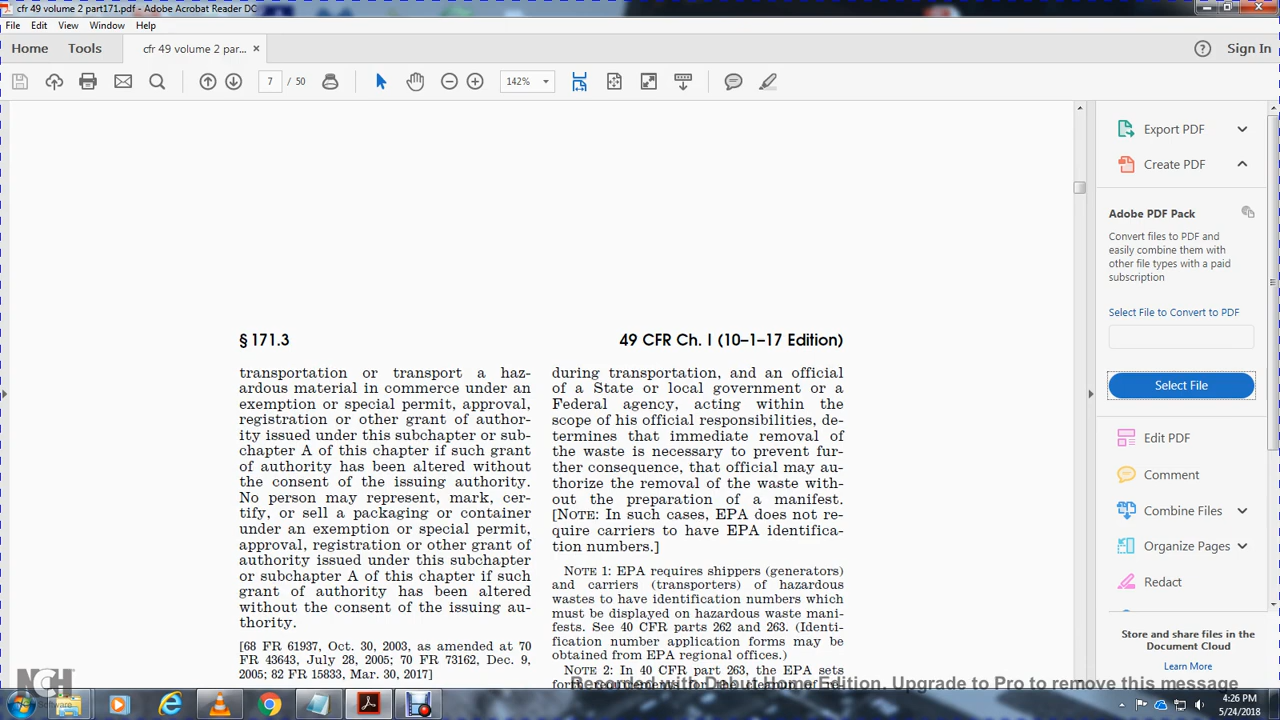 cfr 49 volume 2 part171.pdf - Adobe Acrobat Reader DC
File Edit View Window Help
Home Tools cfr 49 volume 2 par... × Sign In
7 / 50 142%
Export PDF
Create PDF
Adobe PDF Pack
Convert files to PDF and
easily combine them with
other file types with a paid
subscription
Select File to Convert to PDF
Select File
Edit PDF
Comment
Combine Files
Organize Pages
Redact
Store and share files in the
Document Cloud
Learn More
§ 171.3 49 CFR Ch. I (10–1–17 Edition)
transportation or transport a haz-
ardous material in commerce under an
exemption or special permit, approval,
registration or other grant of author-
ity issued under this subchapter or sub-
chapter A of this chapter if such grant
of authority has been altered without
the consent of the issuing authority.
No person may represent, mark, cer-
tify, or sell a packaging or container
under an exemption or special permit,
approval, registration or other grant of
authority issued under this subchapter
or subchapter A of this chapter if such
grant of authority has been altered
without the consent of the issuing au-
thority.
[68 FR 61937, Oct. 30, 2003, as amended at 70
FR 43643, July 28, 2005; 70 FR 73162, Dec. 9,
2005; 82 FR 15833, Mar. 30, 2017]
during transportation, and an official
of a State or local government or a
Federal agency, acting within the
scope of his official responsibilities, de-
termines that immediate removal of
the waste is necessary to prevent fur-
ther consequence, that official may au-
thorize the removal of the waste with-
out the preparation of a manifest.
[NOTE: In such cases, EPA does not re-
quire carriers to have EPA identifica-
tion numbers.]
NOTE 1: EPA requires shippers (generators)
and carriers (transporters) of hazardous
wastes to have identification numbers which
must be displayed on hazardous waste mani-
fests. See 40 CFR parts 262 and 263. (Identi-
fication number application forms may be
obtained from EPA regional offices.)
NOTE 2: In 40 CFR part 263, the EPA sets
Recorded with Debut Home Edition. Upgrade to Pro to remove this message
NCH
Software
4:26 PM
5/24/2018